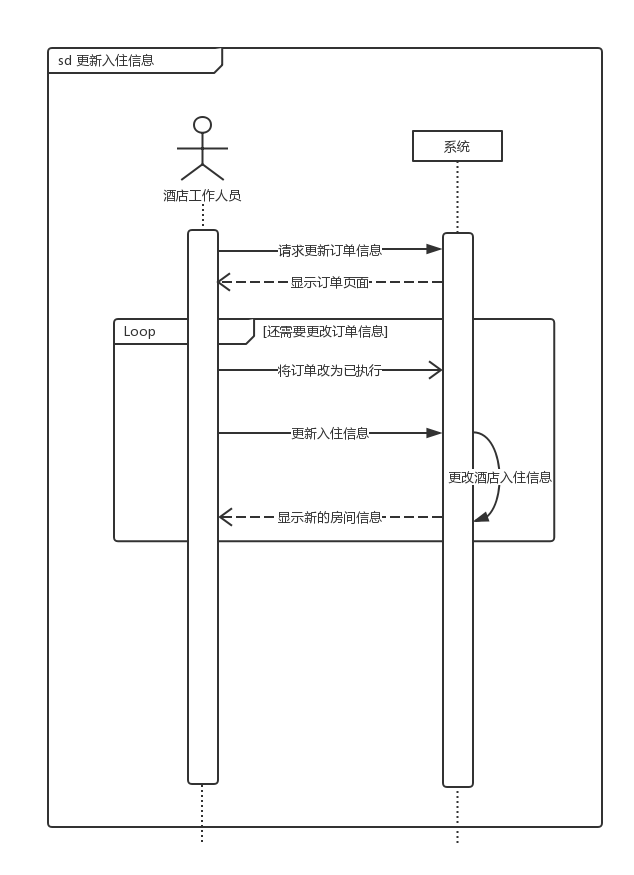 sd 更新入住信息
系统
酒店工作人员
请求更新订单信息
显示订单页面
Loop
[还需要更改订单信息]
将订单改为已执行
更新入住信息
更改酒店入住信息
显示新的房间信息